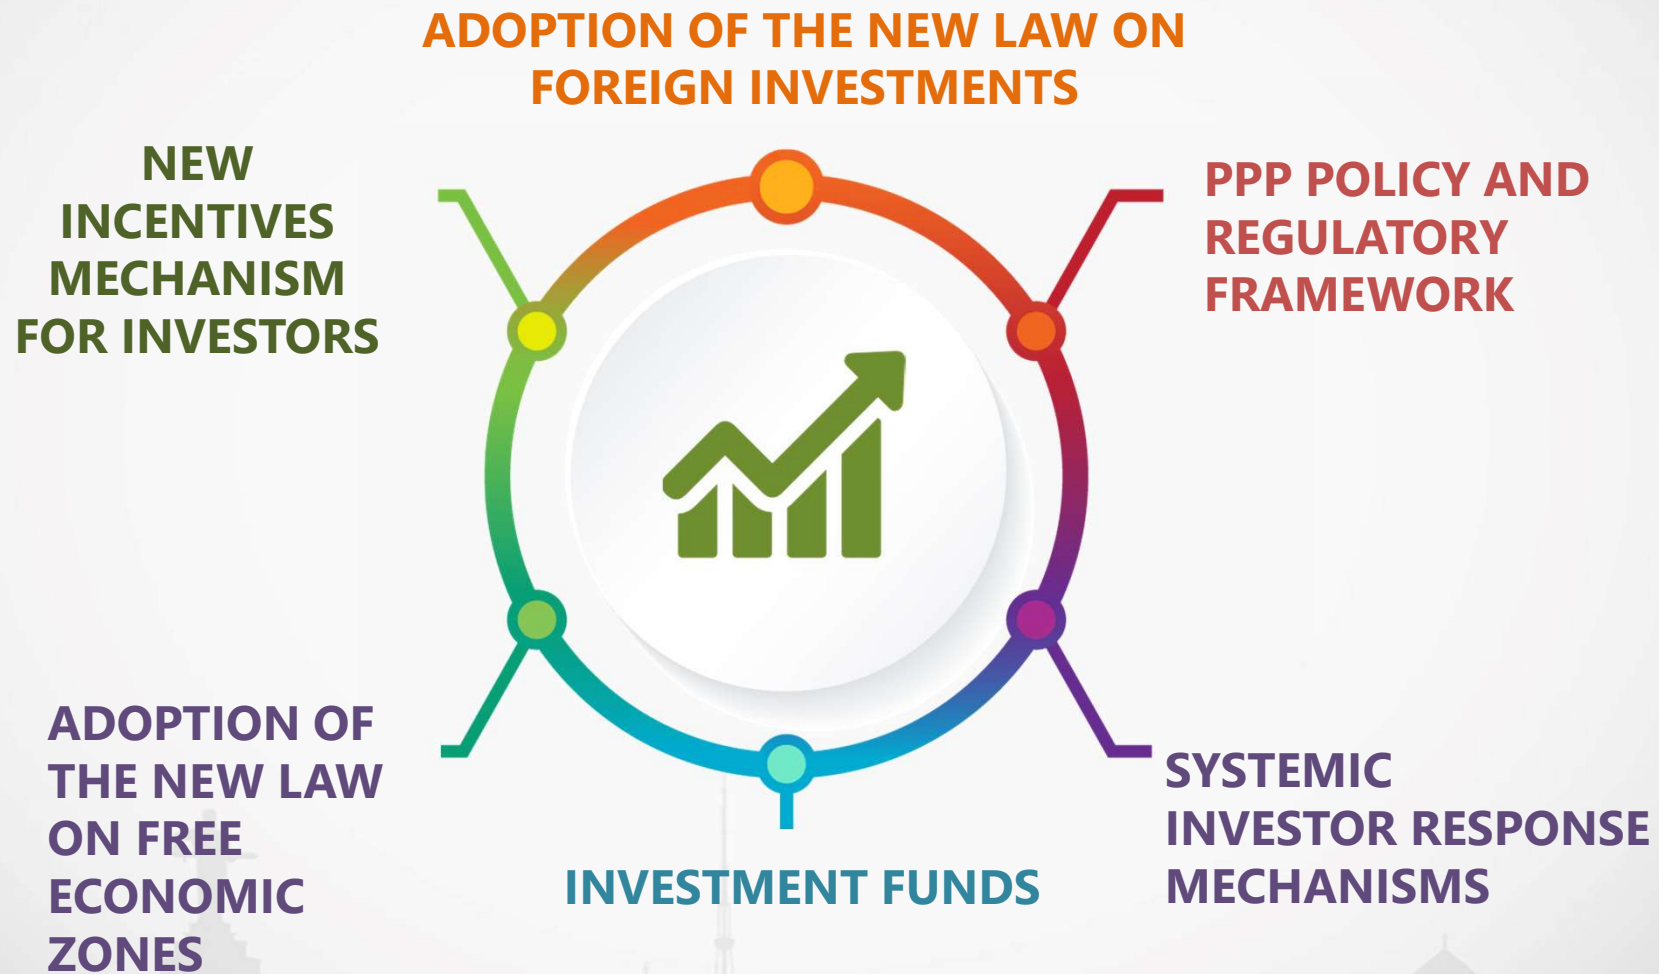 ADOPTION OF THE NEW LAW ON
FOREIGN INVESTMENTS
NEW
INCENTIVES
MECHANISM
FOR INVESTORS
PPP POLICY AND
REGULATORY
FRAMEWORK
ADOPTION OF
THE NEW LAW
ON FREE
ECONOMIC
ZONES
INVESTMENT FUNDS
SYSTEMIC
INVESTOR RESPONSE
MECHANISMS